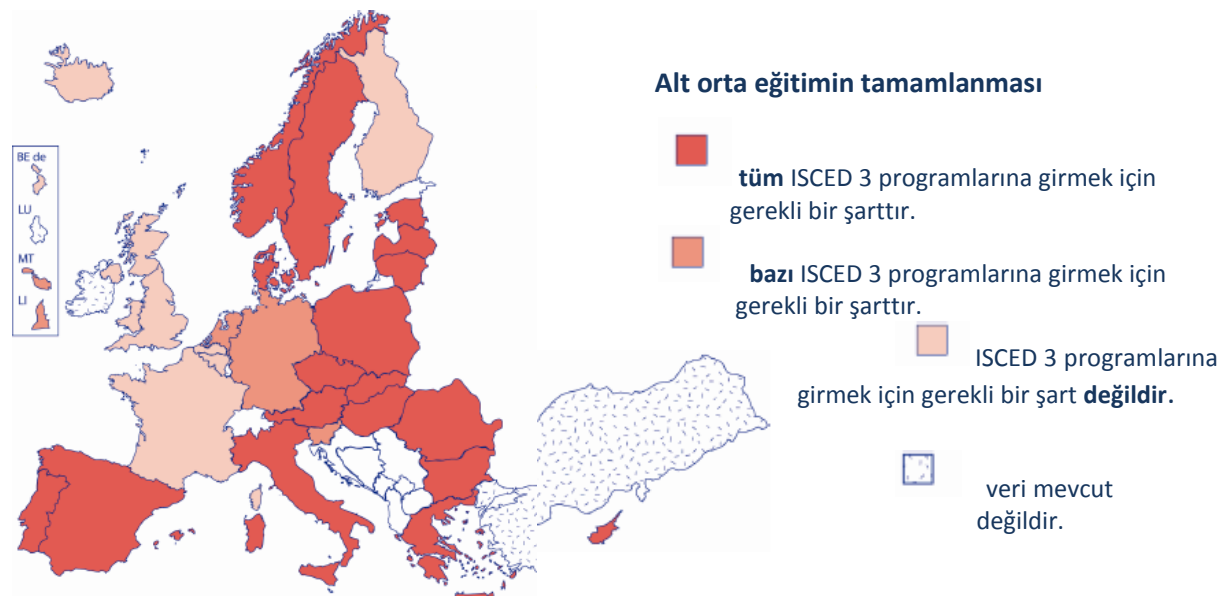 Alt orta eğitimin tamamlanması
tüm ISCED 3 programlarına girmek için
gerekli bir şarttır.
bazı ISCED 3 programlarına girmek için
gerekli bir şarttır.
ISCED 3 programlarına
girmek için gerekli bir şart değildir.
veri mevcut
değildir.
BE de
LU
MT
LI